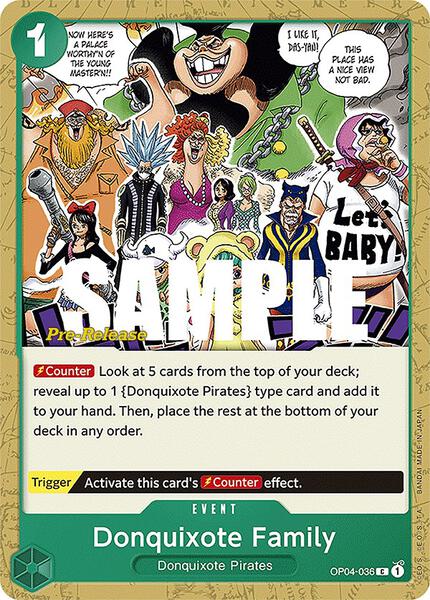 1
NOW HERE'S
A PALACE
WORTHY'N OF
THE YOUNG
MASTER'N!!
I LIKE IT,
DAS-YAN!
THIS
PLACE HAS
A NICE VIEW
NOT BAD.
Let's
BABY!
SAMPLE
Pre-Release
Counter Look at 5 cards from the top of your deck;
reveal up to 1 {Donquixote Pirates} type card and add it
to your hand. Then, place the rest at the bottom of your
deck in any order.
Trigger Activate this card's Counter effect.
EVENT
Donquixote Family
Donquixote Pirates
OP04-036 C 1
BANDAI MADE IN JAPAN